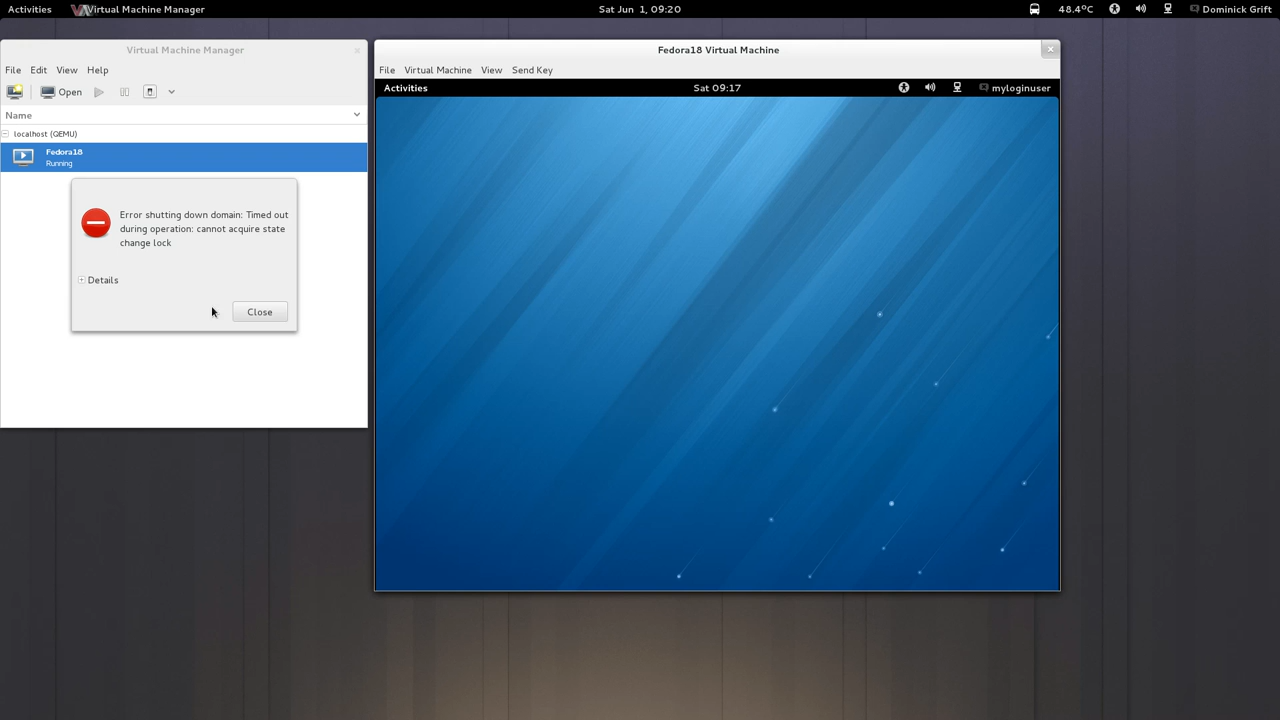 Activities
Virtual Machine Manager
Sat Jun 1, 09:20
48.4ºC
Dominick Grift
Virtual Machine Manager
File Edit View Help
Open
Name
localhost (QEMU)
Fedora18
Running
Error shutting down domain: Timed out
during operation: cannot acquire state
change lock
Details
Close
Fedora18 Virtual Machine
File Virtual Machine View Send Key
Activities
Sat 09:17
myloginuser